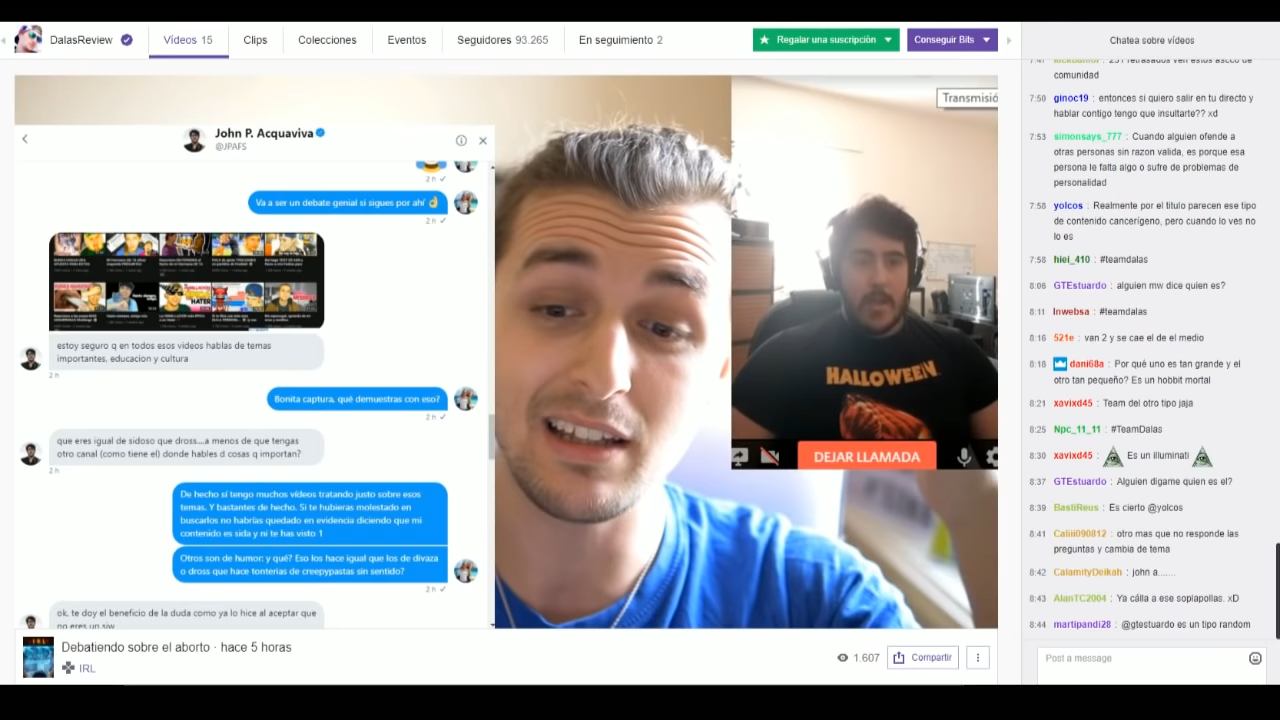 DalasReview
Vídeos 15
Clips
Colecciones
Eventos
Seguidores 93.265
En seguimiento 2
Regalar una suscripción
Conseguir Bits
Chatea sobre vídeos
Transmisió
John P. Acquaviva
@JPAFS
2 h
Va a ser un debate genial si sigues por ahí 👌
2 h
estoy seguro q en todos esos videos hablas de temas
importantes, educacion y cultura
2 h
Bonita captura, qué demuestras con eso?
2 h
que eres igual de sidoso que dross...a menos de que tengas
otro canal (como tiene el) donde hables d cosas q importan?
2 h
De hecho sí tengo muchos vídeos tratando justo sobre esos
temas. Y bastantes de hecho. Si te hubieras molestado en
buscarlos no habrías quedado en evidencia diciendo que mi
contenido es sida y ni te has visto 1
Otros son de humor: y qué? Eso los hace igual que los de divaza
o dross que hace tonterias de creepypastas sin sentido?
2 h
ok, te doy el beneficio de la duda como ya lo hice al aceptar que
no eres un sjw
HALLOWEEN
DEJAR LLAMADA
Debatiendo sobre el aborto · hace 5 horas
IRL
1.607
Compartir
7:47
comunidad
7:50 ginoc19 : entonces si quiero salir en tu directo y
hablar contigo tengo que insultarte?? xd
7:53 simonsays_777 : Cuando alguien ofende a
otras personas sin razon valida, es porque esa
persona le falta algo o sufre de problemas de
personalidad
7:58 yolcos : Realmente por el titulo parecen ese tipo
de contenido cancerígeno, pero cuando lo ves no
lo es
7:58 hiei_410 : #teamdalas
8:06 GTEstuardo : alguien mw dice quien es?
8:11 Inwebsa : #teamdalas
8:16 521e : van 2 y se cae el de el medio
8:18 dani68a : Por qué uno es tan grande y el
otro tan pequeño? Es un hobbit mortal
8:21 xavixd45 : Team del otro tipo jaja
8:25 Npc_11_11 : #TeamDalas
8:30 xavixd45 : Es un illuminati
8:37 GTEstuardo : Alguien digame quien es el?
8:39 BastiReus : Es cierto @yolcos
8:41 Caliii090812 : otro mas que no responde las
preguntas y cambia de tema
8:42 CalamityDeikah : john a.......
8:43 AlanTC2004 : Ya cálla a ese soplapollas. xD
8:44 martipandi28 : @gtestuardo es un tipo random
Post a message